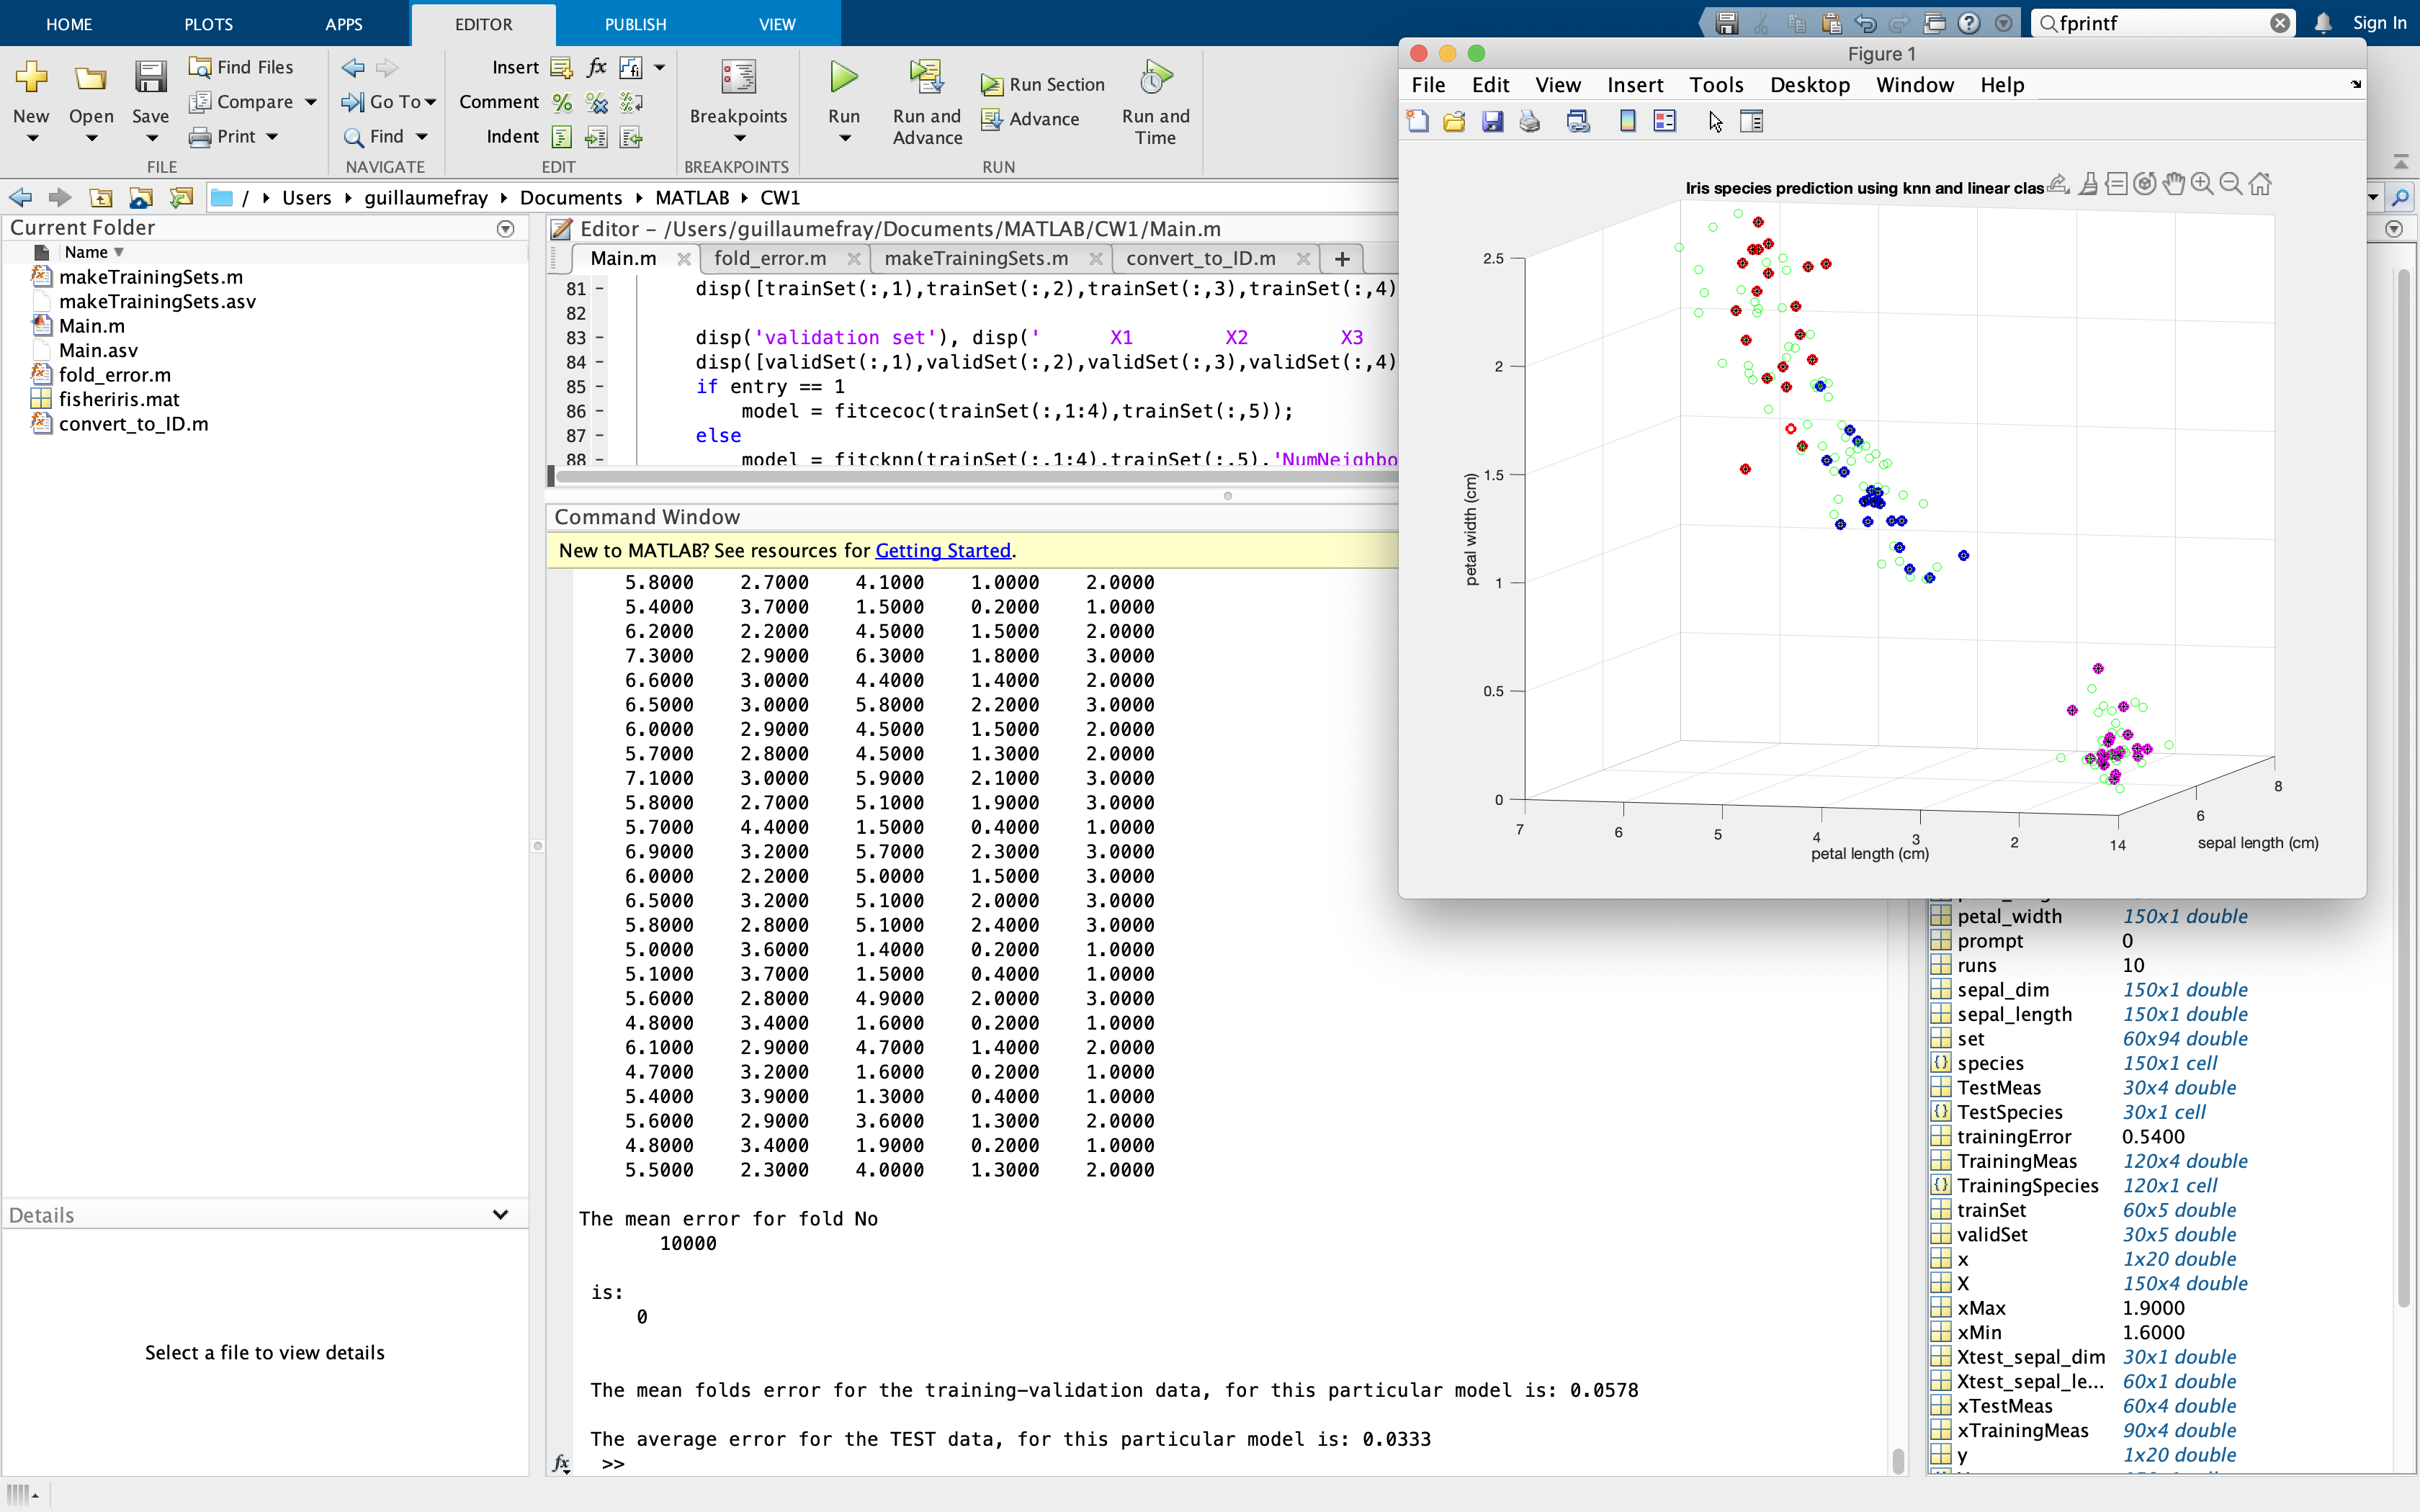 HOME PLOTS APPS EDITOR PUBLISH VIEW
fprintf
Sign In
New Open Save
Find Files
Compare
Print
FILE
Go To
Find
NAVIGATE
Insert fx fi
Comment
Indent
EDIT
Breakpoints
BREAKPOINTS
Run
Run and Advance
Run Section
Advance
Run and Time
RUN
/ Users guillaumefray Documents MATLAB CW1
Current Folder
Name
makeTrainingSets.m
makeTrainingSets.asv
Main.m
Main.asv
fold_error.m
fisheriris.mat
convert_to_ID.m
Details
Select a file to view details
Editor – /Users/guillaumefray/Documents/MATLAB/CW1/Main.m
Main.m fold_error.m makeTrainingSets.m convert_to_ID.m +
81 – disp([trainSet(:,1),trainSet(:,2),trainSet(:,3),trainSet(:,4)
82
83 – disp('validation set'), disp(' X1 X2 X3
84 – disp([validSet(:,1),validSet(:,2),validSet(:,3),validSet(:,4)
85 – if entry == 1
86 – model = fitcecoc(trainSet(:,1:4),trainSet(:,5));
87 – else
88 – model = fitcknn(trainSet(:,1:4),trainSet(:,5),'NumNeighbo
Command Window
New to MATLAB? See resources for Getting Started.
5.8000 2.7000 4.1000 1.0000 2.0000
5.4000 3.7000 1.5000 0.2000 1.0000
6.2000 2.2000 4.5000 1.5000 2.0000
7.3000 2.9000 6.3000 1.8000 3.0000
6.6000 3.0000 4.4000 1.4000 2.0000
6.5000 3.0000 5.8000 2.2000 3.0000
6.0000 2.9000 4.5000 1.5000 2.0000
5.7000 2.8000 4.5000 1.3000 2.0000
7.1000 3.0000 5.9000 2.1000 3.0000
5.8000 2.7000 5.1000 1.9000 3.0000
5.7000 4.4000 1.5000 0.4000 1.0000
6.9000 3.2000 5.7000 2.3000 3.0000
6.0000 2.2000 5.0000 1.5000 3.0000
6.5000 3.2000 5.1000 2.0000 3.0000
5.8000 2.8000 5.1000 2.4000 3.0000
5.0000 3.6000 1.4000 0.2000 1.0000
5.1000 3.7000 1.5000 0.4000 1.0000
5.6000 2.8000 4.9000 2.0000 3.0000
4.8000 3.4000 1.6000 0.2000 1.0000
6.1000 2.9000 4.7000 1.4000 2.0000
4.7000 3.2000 1.6000 0.2000 1.0000
5.4000 3.9000 1.3000 0.4000 1.0000
5.6000 2.9000 3.6000 1.3000 2.0000
4.8000 3.4000 1.9000 0.2000 1.0000
5.5000 2.3000 4.0000 1.3000 2.0000
The mean error for fold No
10000
is:
0
The mean folds error for the training-validation data, for this particular model is: 0.0578
The average error for the TEST data, for this particular model is: 0.0333
fx >>
Figure 1
File Edit View Insert Tools Desktop Window Help
Iris species prediction using knn and linear clas
petal width (cm)
2.5
2
1.5
1
0.5
0
7 6 5 4 3 2 14
petal length (cm)
6 8
sepal length (cm)
petal_width 150x1 double
prompt 0
runs 10
sepal_dim 150x1 double
sepal_length 150x1 double
set 60x94 double
species 150x1 cell
TestMeas 30x4 double
TestSpecies 30x1 cell
trainingError 0.5400
TrainingMeas 120x4 double
TrainingSpecies 120x1 cell
trainSet 60x5 double
validSet 30x5 double
x 1x20 double
X 150x4 double
xMax 1.9000
xMin 1.6000
Xtest_sepal_dim 30x1 double
Xtest_sepal_le... 60x1 double
xTestMeas 60x4 double
xTrainingMeas 90x4 double
y 1x20 double